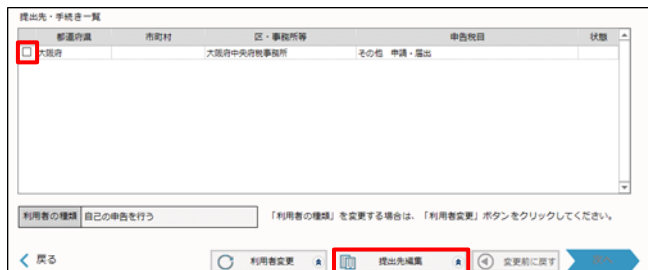 提出先・手続き一覧
都道府県 市町村 区・事務所等 申告税目 状態
大阪府 大阪府中央府税事務所 その他 申請・届出
利用者の種類 自己の申告を行う 「利用者の種類」を変更する場合は、「利用者変更」ボタンをクリックしてください。
戻る 利用者変更 提出先編集 変更前に戻す